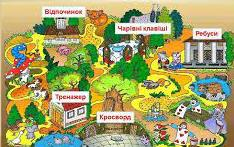 Відпочинок
Чарівні клавіші
Ребуси
Тренажер
Кросворд